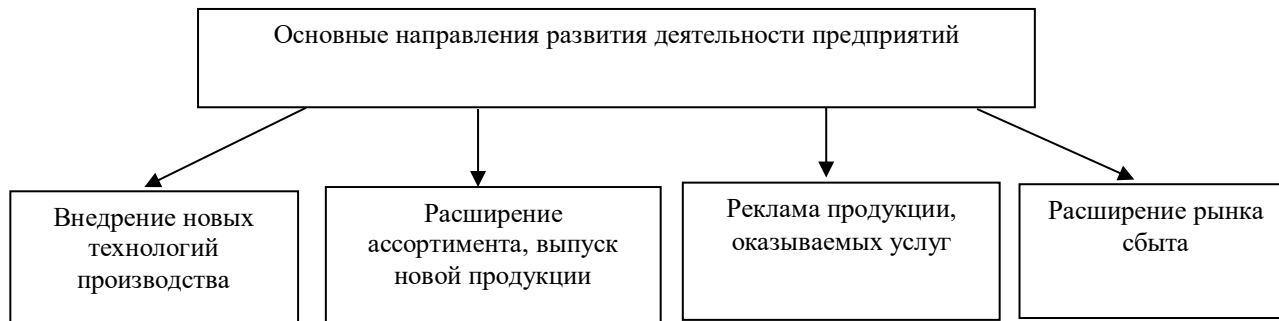 Основные направления развития деятельности предприятий
Внедрение новых
технологий
производства
Расширение
ассортимента, выпуск
новой продукции
Реклама продукции,
оказываемых услуг
Расширение рынка
сбыта